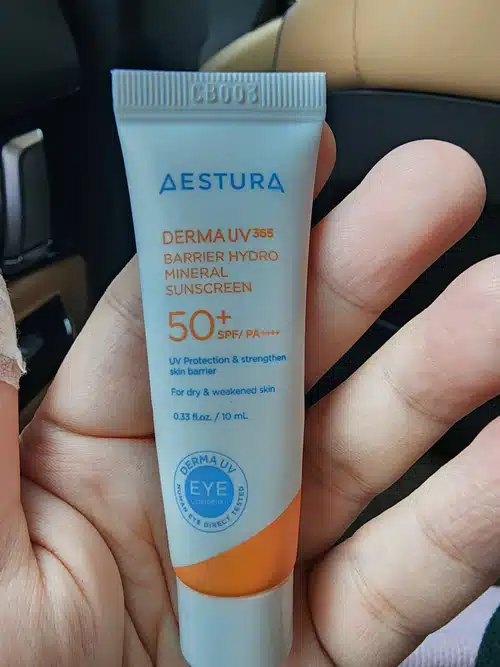 CB003
AESTURA
DERMA UV365
BARRIER HYDRO
MINERAL
SUNSCREEN
50+
SPF/ PA++++
UV Protection & strengthen
skin barrier
For dry & weakened skin
0.33 fl.oz. / 10 mL
DERMA UV
EYE
HUMAN EYE DIRECT TESTED